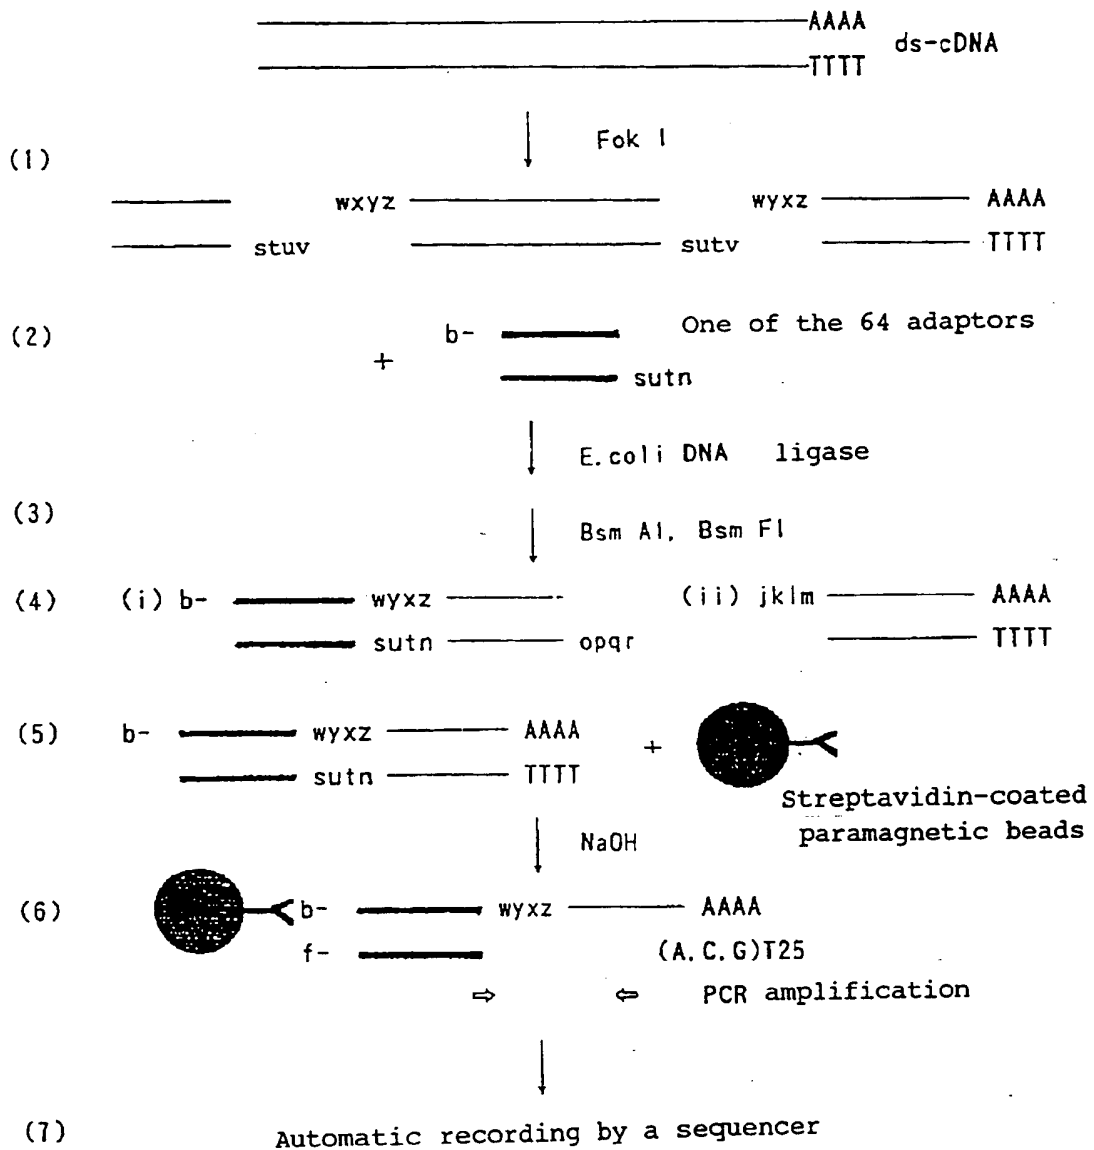 AAAA
ds-cDNA
TTTT
Fok I
(1)
wxyz
wyxz
AAAA
stuv
sutv
TTTT
(2)
b-
One of the 64 adaptors
+
sutn
E.coli DNA ligase
(3)
Bsm AI, Bsm FI
(4)
(i) b-
wyxz
(ii) jklm
AAAA
sutn
opqr
TTTT
(5)
b-
wyxz
AAAA
+
sutn
TTTT
Streptavidin-coated
paramagnetic beads
NaOH
(6)
b-
wyxz
AAAA
f-
(A.C.G)T25
⇨ ⇦ PCR amplification
(7)
Automatic recording by a sequencer